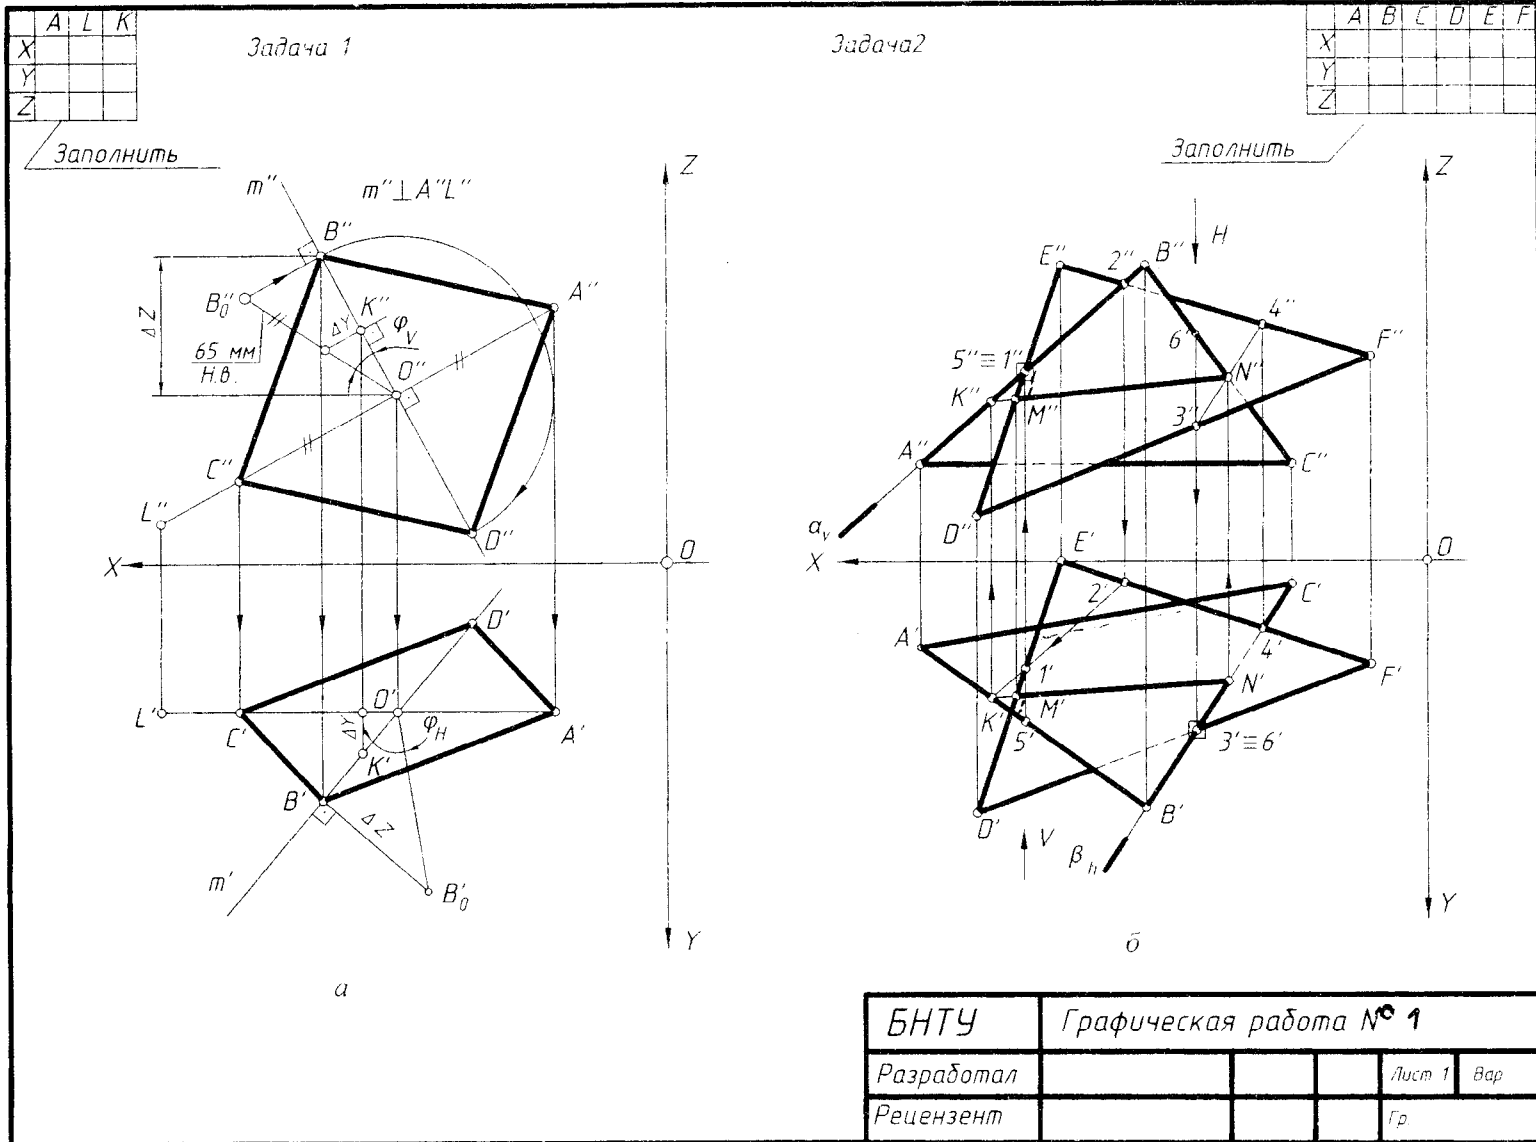 A L K
X
Y
Z
Задача 1
Задача2
A B C D E F
X
Y
Z
Заполнить
Заполнить
Z
m"
m"⊥A"L"
B"
A"
B"₀
K"
ΔZ
ΔY
φV
65 мм
Н.в.
O"
C"
L"
D"
X
O
D'
L'
C'
O'
A'
ΔY
φH
K'
B'
ΔZ
m'
B'₀
Y
а
Z
H
E"
2"
B"
4"
6"
F"
5"≡1"
K"
M"
N"
3"
A"
C"
αv
D"
X
O
E'
2'
C'
A
1'
4'
F'
N'
K'
M'
5'
3'≡6'
D'
V
B'
βh
Y
б
БНТУ
Графическая работа № 1
Разработал
Лист 1
Вар
Рецензент
Гр.